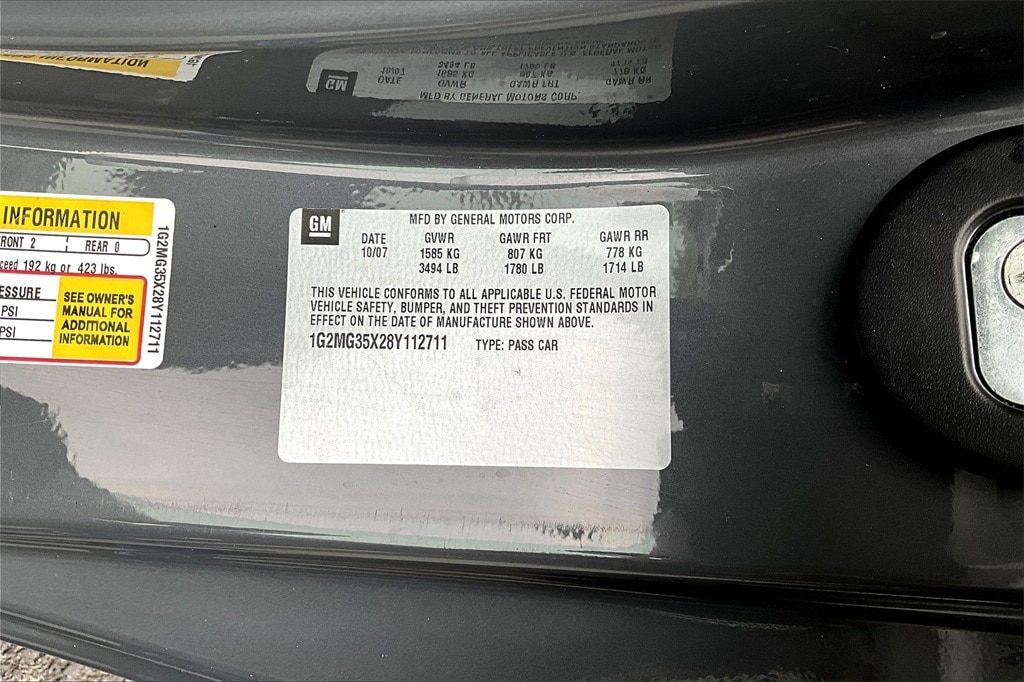 INFORMATION
FRONT 2 REAR 0
192 kg or 423 lbs.
PSI
PSI
SEE OWNER'S
MANUAL FOR
ADDITIONAL
INFORMATION
1G2MG35X28Y112711
GM
MFD BY GENERAL MOTORS CORP.
DATE GVWR GAWR FRT GAWR RR
10/07 1585 KG 807 KG 778 KG
3494 LB 1780 LB 1714 LB
THIS VEHICLE CONFORMS TO ALL APPLICABLE U.S. FEDERAL MOTOR
VEHICLE SAFETY, BUMPER, AND THEFT PREVENTION STANDARDS IN
EFFECT ON THE DATE OF MANUFACTURE SHOWN ABOVE.
1G2MG35X28Y112711 TYPE: PASS CAR